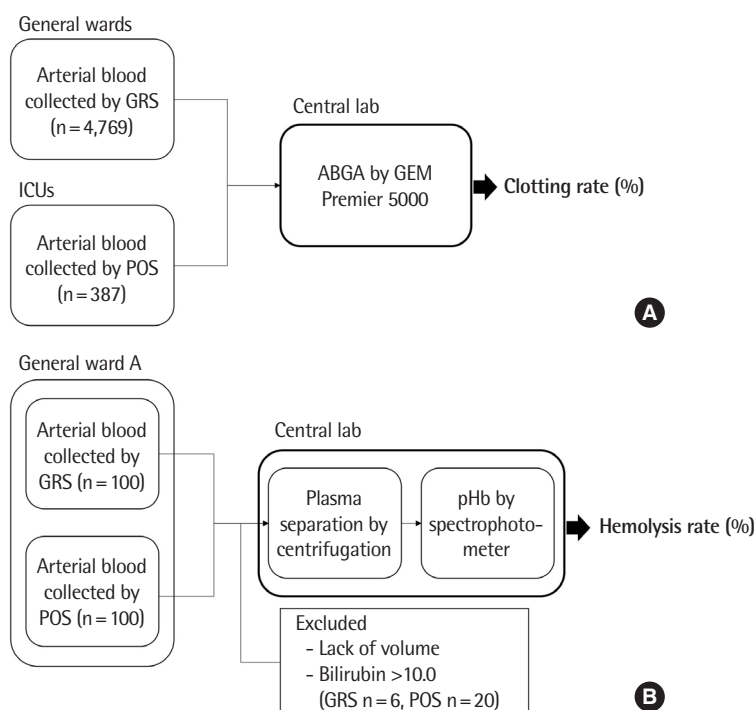 General wards
Arterial blood
collected by GRS
(n=4,769)
ICUs
Arterial blood
collected by POS
(n=387)
Central lab
ABGA by GEM
Premier 5000
Clotting rate (%)
A
General ward A
Arterial blood
collected by
GRS (n=100)
Arterial blood
collected by
POS (n=100)
Central lab
Plasma
separation by
centrifugation
pHb by
spectrophoto-
meter
Hemolysis rate (%)
Excluded
- Lack of volume
- Bilirubin >10.0
(GRS n=6, POS n=20)
B